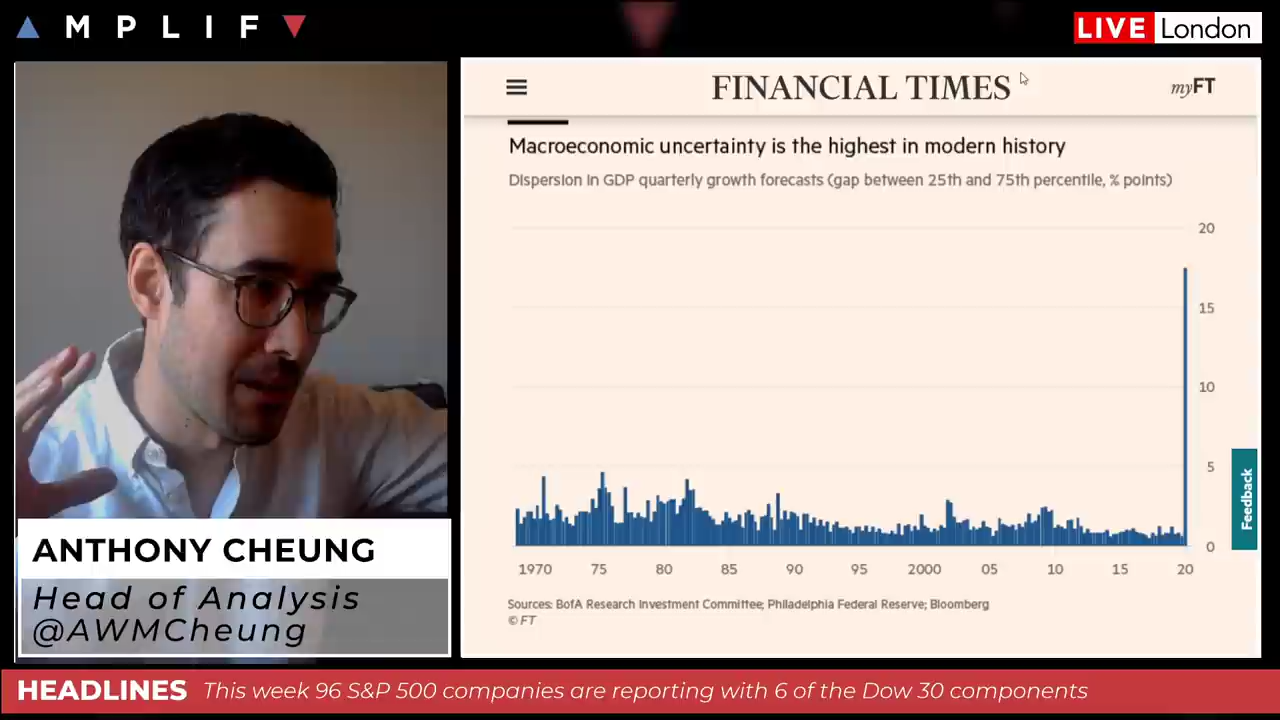 AMPLIFY
LIVE London
FINANCIAL TIMES
myFT
Macroeconomic uncertainty is the highest in modern history
Dispersion in GDP quarterly growth forecasts (gap between 25th and 75th percentile, % points)
20
15
10
5
0
1970 75 80 85 90 95 2000 05 10 15 20
Sources: BofA Research Investment Committee; Philadelphia Federal Reserve; Bloomberg
© FT
Feedback
ANTHONY CHEUNG
Head of Analysis
@AWMCheung
HEADLINES This week 96 S&P 500 companies are reporting with 6 of the Dow 30 components